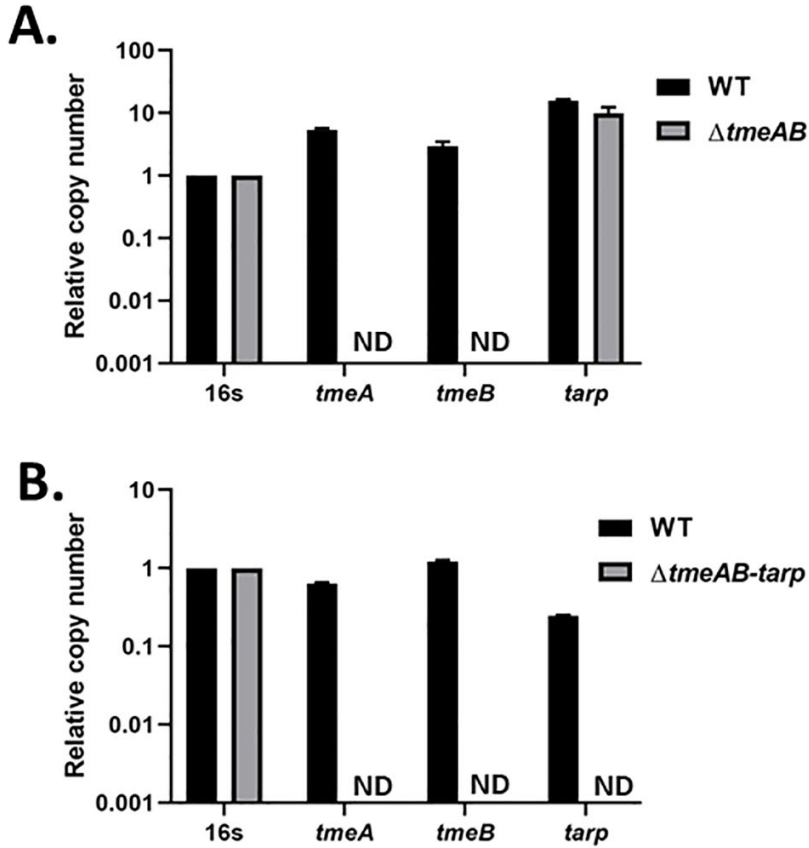 A.
Relative copy number
100
10
1
0.1
0.01
0.001
WT
ΔtmeAB
ND
ND
16s
tmeA
tmeB
tarp
B.
Relative copy number
10
1
0.1
0.01
0.001
WT
ΔtmeAB-tarp
ND
ND
ND
16s
tmeA
tmeB
tarp